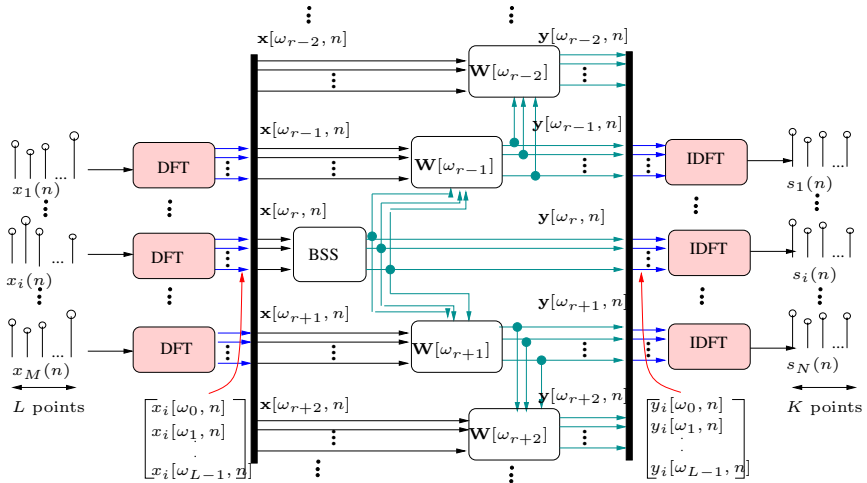 x[ω_{r−2}, n]
y[ω_{r−2}, n]
W[ω_{r−2}]
x[ω_{r−1}, n]
y[ω_{r−1}, n]
DFT
W[ω_{r−1}]
IDFT
...
x_1(n)
...
s_1(n)
x[ω_r, n]
y[ω_r, n]
DFT
BSS
IDFT
...
x_i(n)
...
s_i(n)
x[ω_{r+1}, n]
y[ω_{r+1}, n]
DFT
W[ω_{r+1}]
IDFT
...
x_M(n)
...
s_N(n)
L points
K points
x[ω_{r+2}, n]
y[ω_{r+2}, n]
W[ω_{r+2}]
x_i[ω_0, n]
x_i[ω_1, n]
.
.
x_i[ω_{L−1}, n]
y_i[ω_0, n]
y_i[ω_1, n]
.
.
y_i[ω_{L−1}, n]